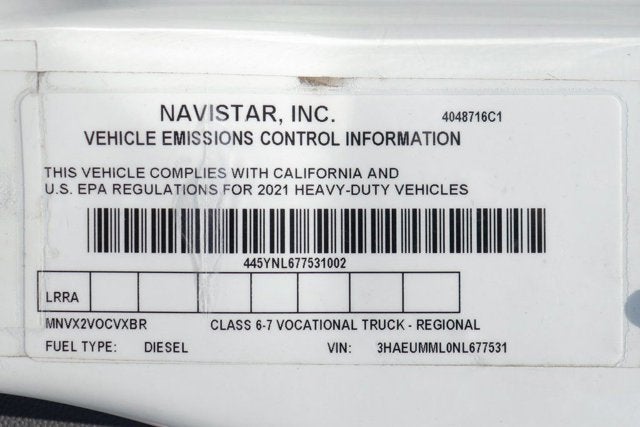 NAVISTAR, INC.
4048716C1
VEHICLE EMISSIONS CONTROL INFORMATION
THIS VEHICLE COMPLIES WITH CALIFORNIA AND
U.S. EPA REGULATIONS FOR 2021 HEAVY-DUTY VEHICLES
445YNL677531002
LRRA
MNVX2VOCVXBR CLASS 6-7 VOCATIONAL TRUCK - REGIONAL
FUEL TYPE: DIESEL VIN: 3HAEUMML0NL677531